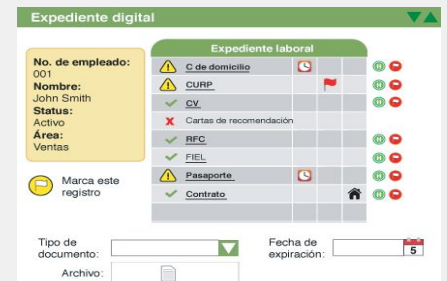 Expediente digital
Expediente laboral
No. de empleado:
001
Nombre:
John Smith
Status:
Activo
Área:
Ventas
Marca este
registro
C de domicilio
CURP
CV
Cartas de recomendación
RFC
FIEL
Pasaporte
Contrato
Tipo de
documento:
Fecha de
expiración:
5
Archivo: